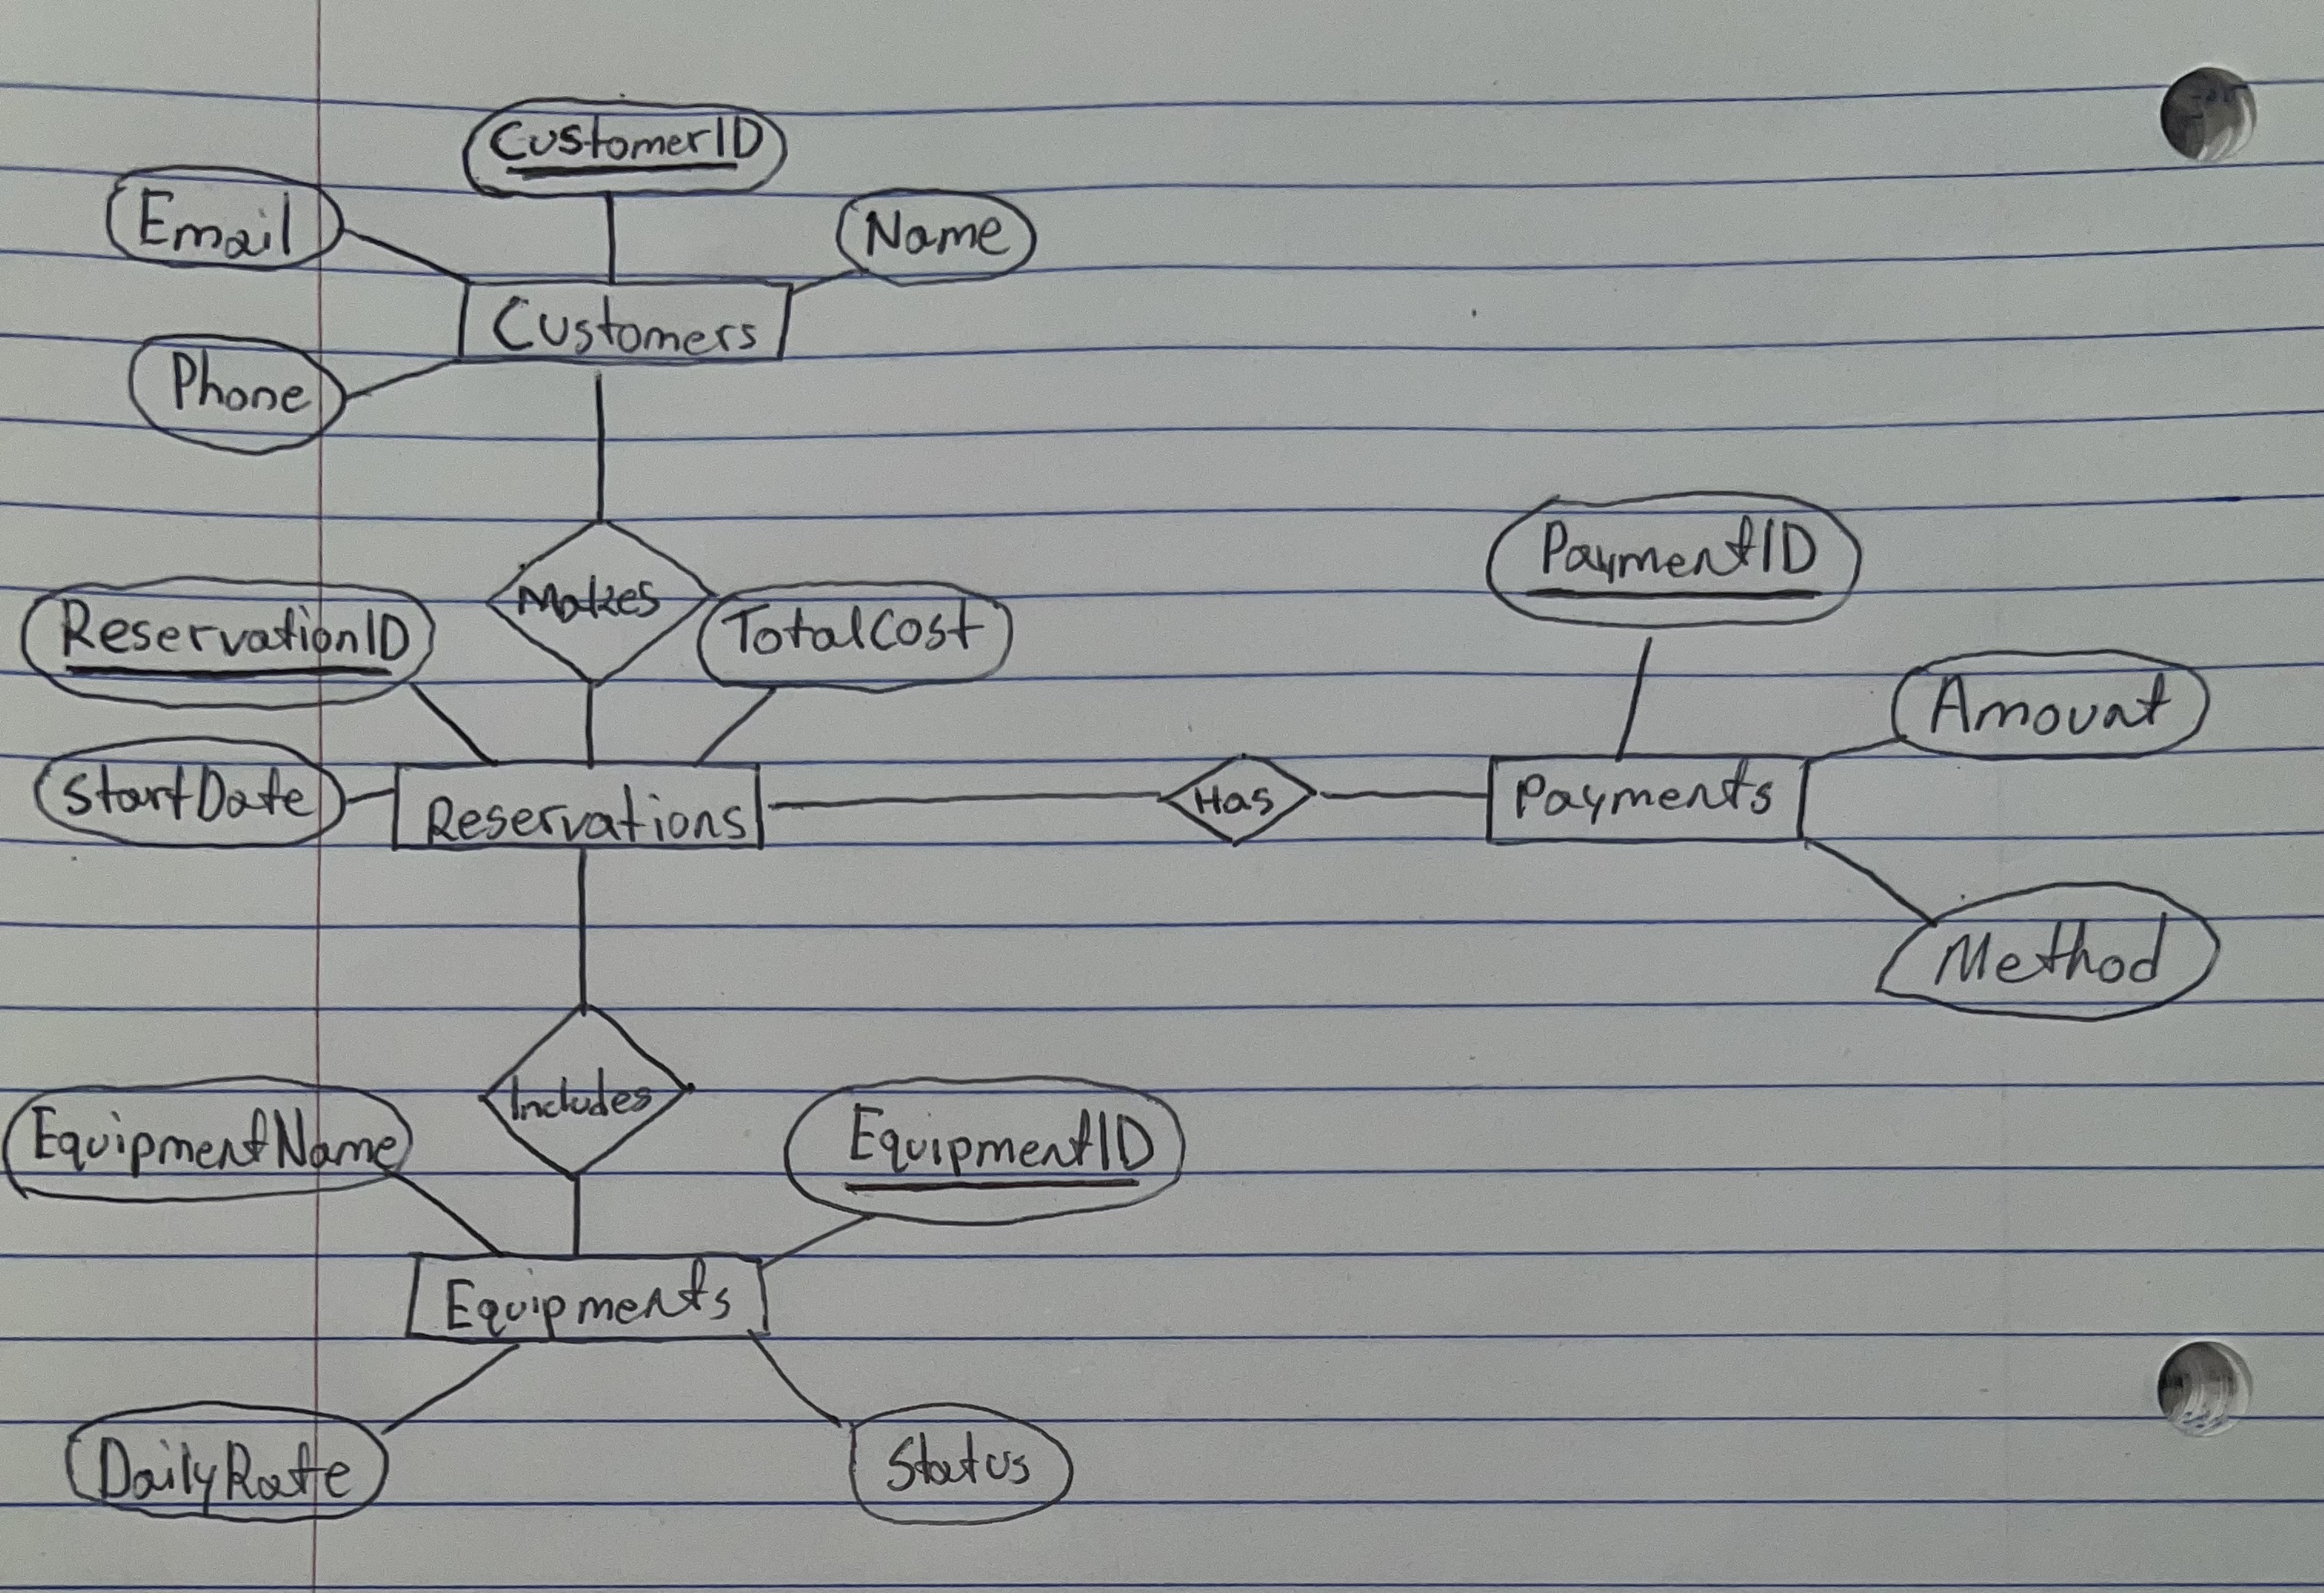 CustomerID
Email
Name
Customers
Phone
Makes
ReservationID
TotalCost
PaymentID
Amount
StartDate
Reservations
Has
Payments
Method
Includes
EquipmentName
EquipmentID
Equipments
DailyRate
Status